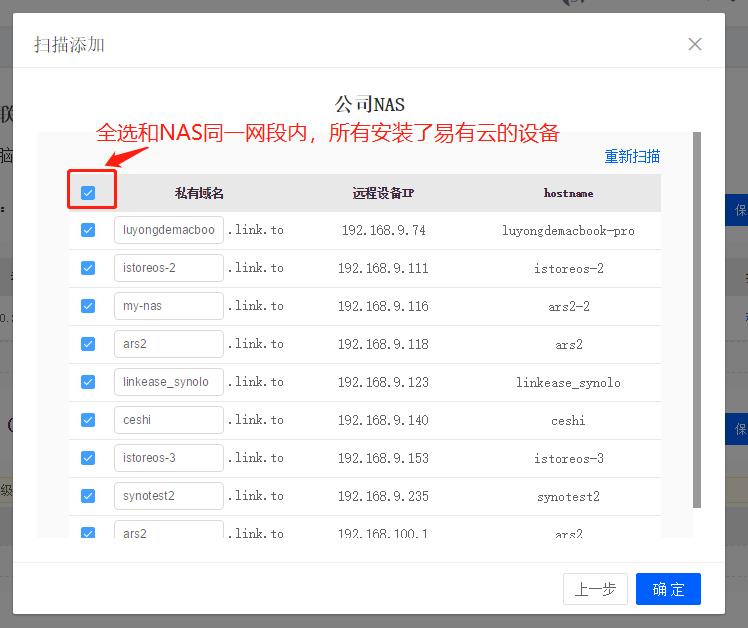 扫描添加
公司NAS
全选和NAS同一网段内，所有安装了易有云的设备
重新扫描
私有域名 远程设备IP hostname
luyongdemacboo .link.to 192.168.9.74 luyongdemacbook-pro
istoreos-2 .link.to 192.168.9.111 istoreos-2
my-nas .link.to 192.168.9.116 ars2-2
ars2 .link.to 192.168.9.118 ars2
linkease_synolo .link.to 192.168.9.123 linkease_synolo
ceshi .link.to 192.168.9.140 ceshi
istoreos-3 .link.to 192.168.9.153 istoreos-3
synotest2 .link.to 192.168.9.235 synotest2
ars2 .link.to 192.168.100.1 ars2
上一步 确定
联
脑
保
0.
保
级